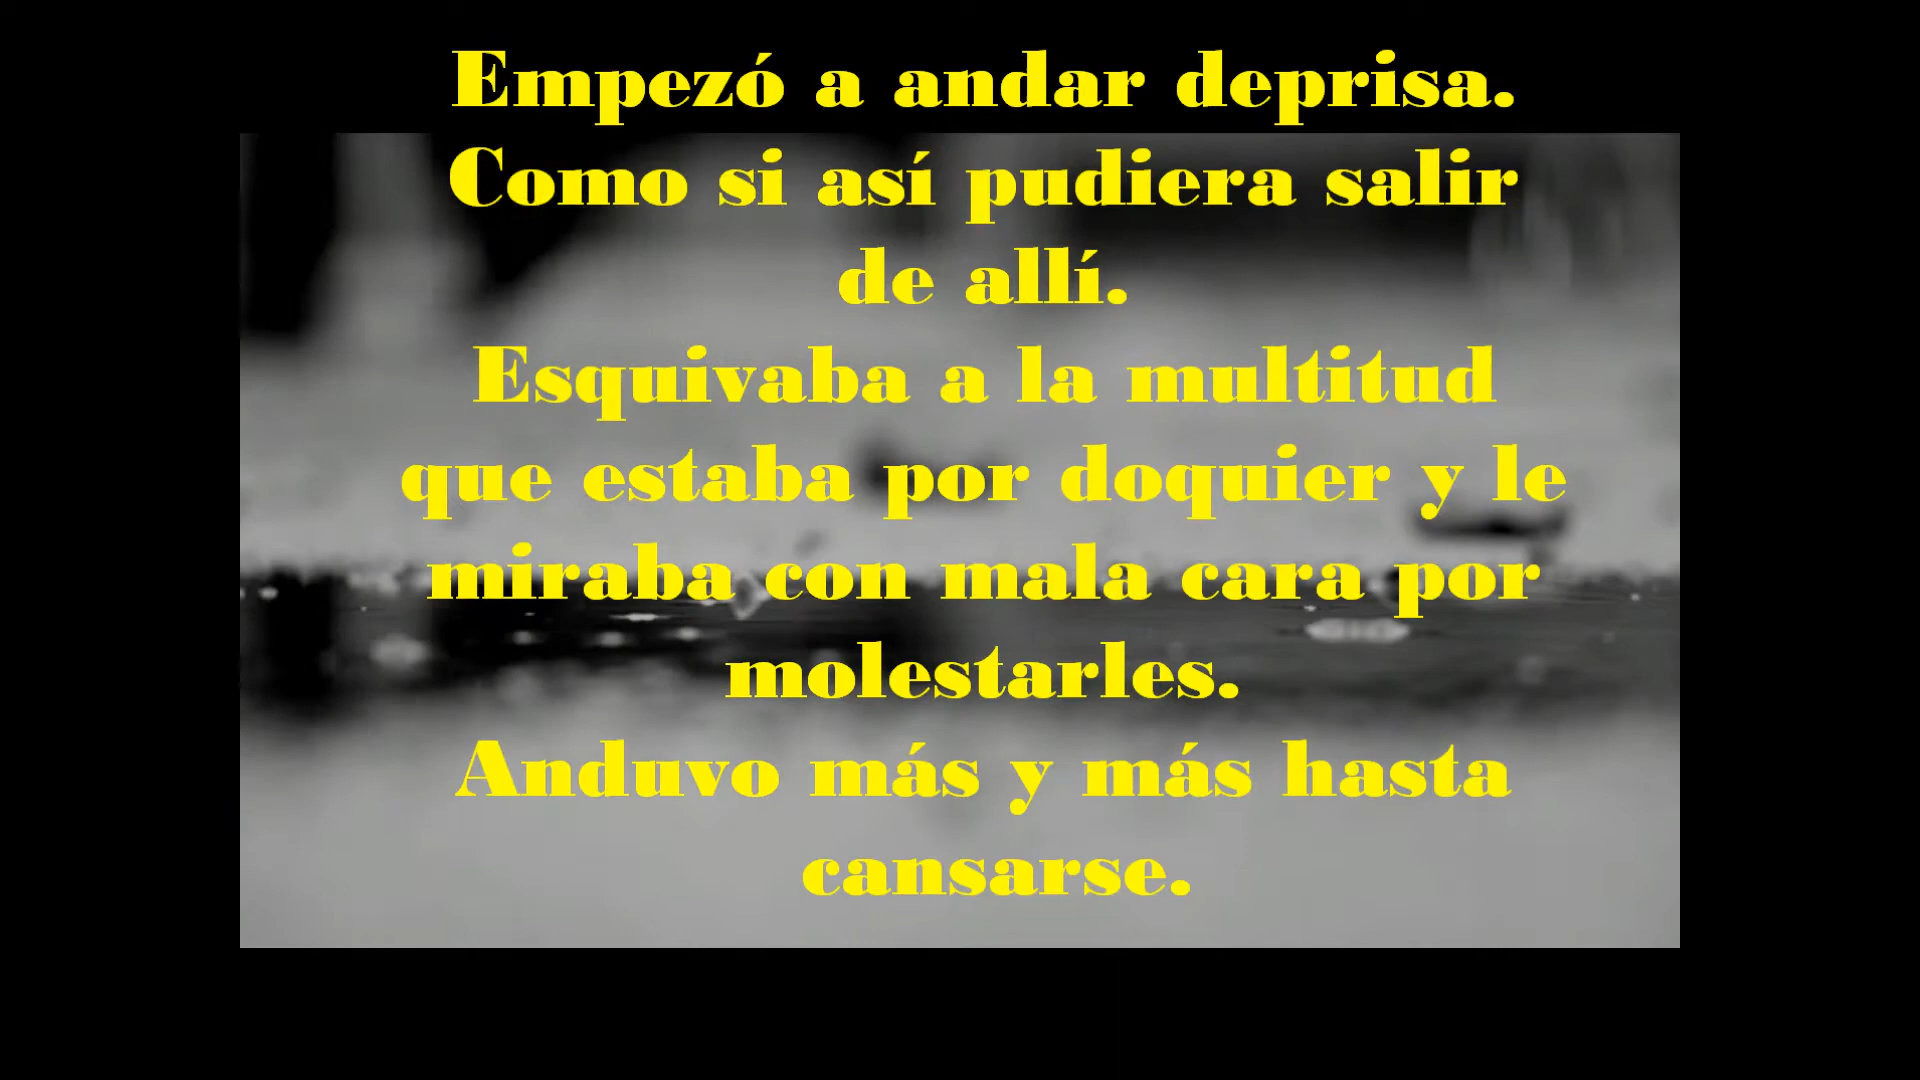 Empezó a andar deprisa.
Como si así pudiera salir
de allí.
Esquivaba a la multitud
que estaba por doquier y le
miraba con mala cara por
molestarles.
Anduvo más y más hasta
cansarse.